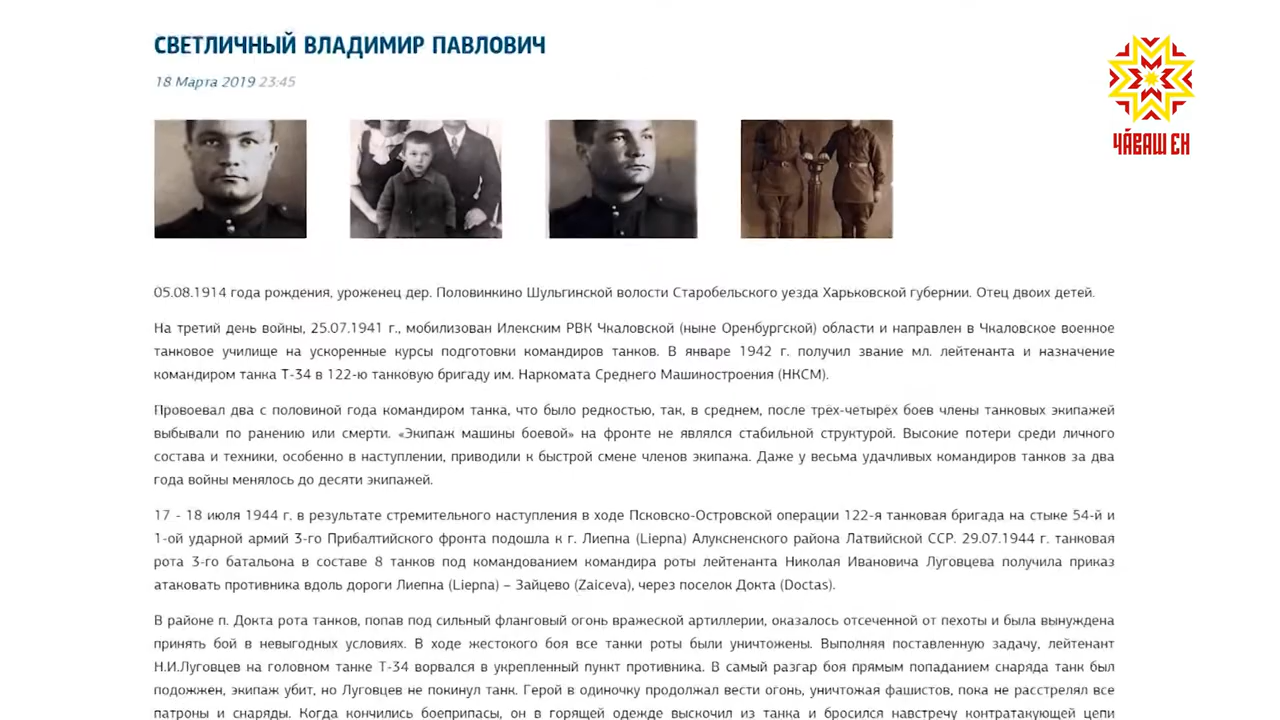 СВЕТЛИЧНЫЙ ВЛАДИМИР ПАВЛОВИЧ
18 Марта 2019 23:45
ЧӐВАШ ЕН
05.08.1914 года рождения, уроженец дер. Половинкино Шульгинской волости Старобельского уезда Харьковской губернии. Отец двоих детей.
На третий день войны, 25.07.1941 г., мобилизован Илекским РВК Чкаловской (ныне Оренбургской) области и направлен в Чкаловское военное
танковое училище на ускоренные курсы подготовки командиров танков. В январе 1942 г. получил звание мл. лейтенанта и назначение
командиром танка Т-34 в 122-ю танковую бригаду им. Наркомата Среднего Машиностроения (НКСМ).
Провоевал два с половиной года командиром танка, что было редкостью, так, в среднем, после трёх-четырёх боев члены танковых экипажей
выбывали по ранению или смерти. «Экипаж машины боевой» на фронте не являлся стабильной структурой. Высокие потери среди личного
состава и техники, особенно в наступлении, приводили к быстрой смене членов экипажа. Даже у весьма удачливых командиров танков за два
года войны менялось до десяти экипажей.
17 - 18 июля 1944 г. в результате стремительного наступления в ходе Псковско-Островской операции 122-я танковая бригада на стыке 54-й и
1-ой ударной армий 3-го Прибалтийского фронта подошла к г. Лиепна (Liepna) Алуксненского района Латвийской ССР. 29.07.1944 г. танковая
рота 3-го батальона в составе 8 танков под командованием командира роты лейтенанта Николая Ивановича Луговцева получила приказ
атаковать противника вдоль дороги Лиепна (Liepna) – Зайцево (Zaiceva), через поселок Докта (Doctas).
В районе п. Докта рота танков, попав под сильный фланговый огонь вражеской артиллерии, оказалось отсеченной от пехоты и была вынуждена
принять бой в невыгодных условиях. В ходе жестокого боя все танки роты были уничтожены. Выполняя поставленную задачу, лейтенант
Н.И.Луговцев на головном танке Т-34 ворвался в укрепленный пункт противника. В самый разгар боя прямым попаданием снаряда танк был
подожжен, экипаж убит, но Луговцев не покинул танк. Герой в одиночку продолжал вести огонь, уничтожая фашистов, пока не расстрелял все
патроны и снаряды. Когда кончились боеприпасы, он в горящей одежде выскочил из танка и бросился навстречу контратакующей цепи